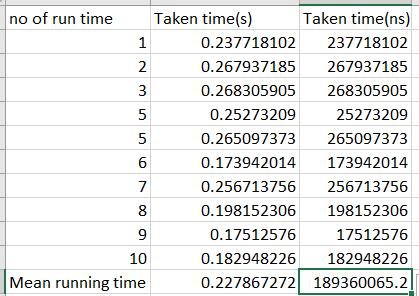 no of run time Taken time(s) Taken time(ns)
1 0.237718102 237718102
2 0.267937185 267937185
3 0.268305905 268305905
5 0.25273209 25273209
5 0.265097373 265097373
6 0.173942014 173942014
7 0.256713756 256713756
8 0.198152306 198152306
9 0.17512576 17512576
10 0.182948226 182948226
Mean running time 0.227867272 189360065.2